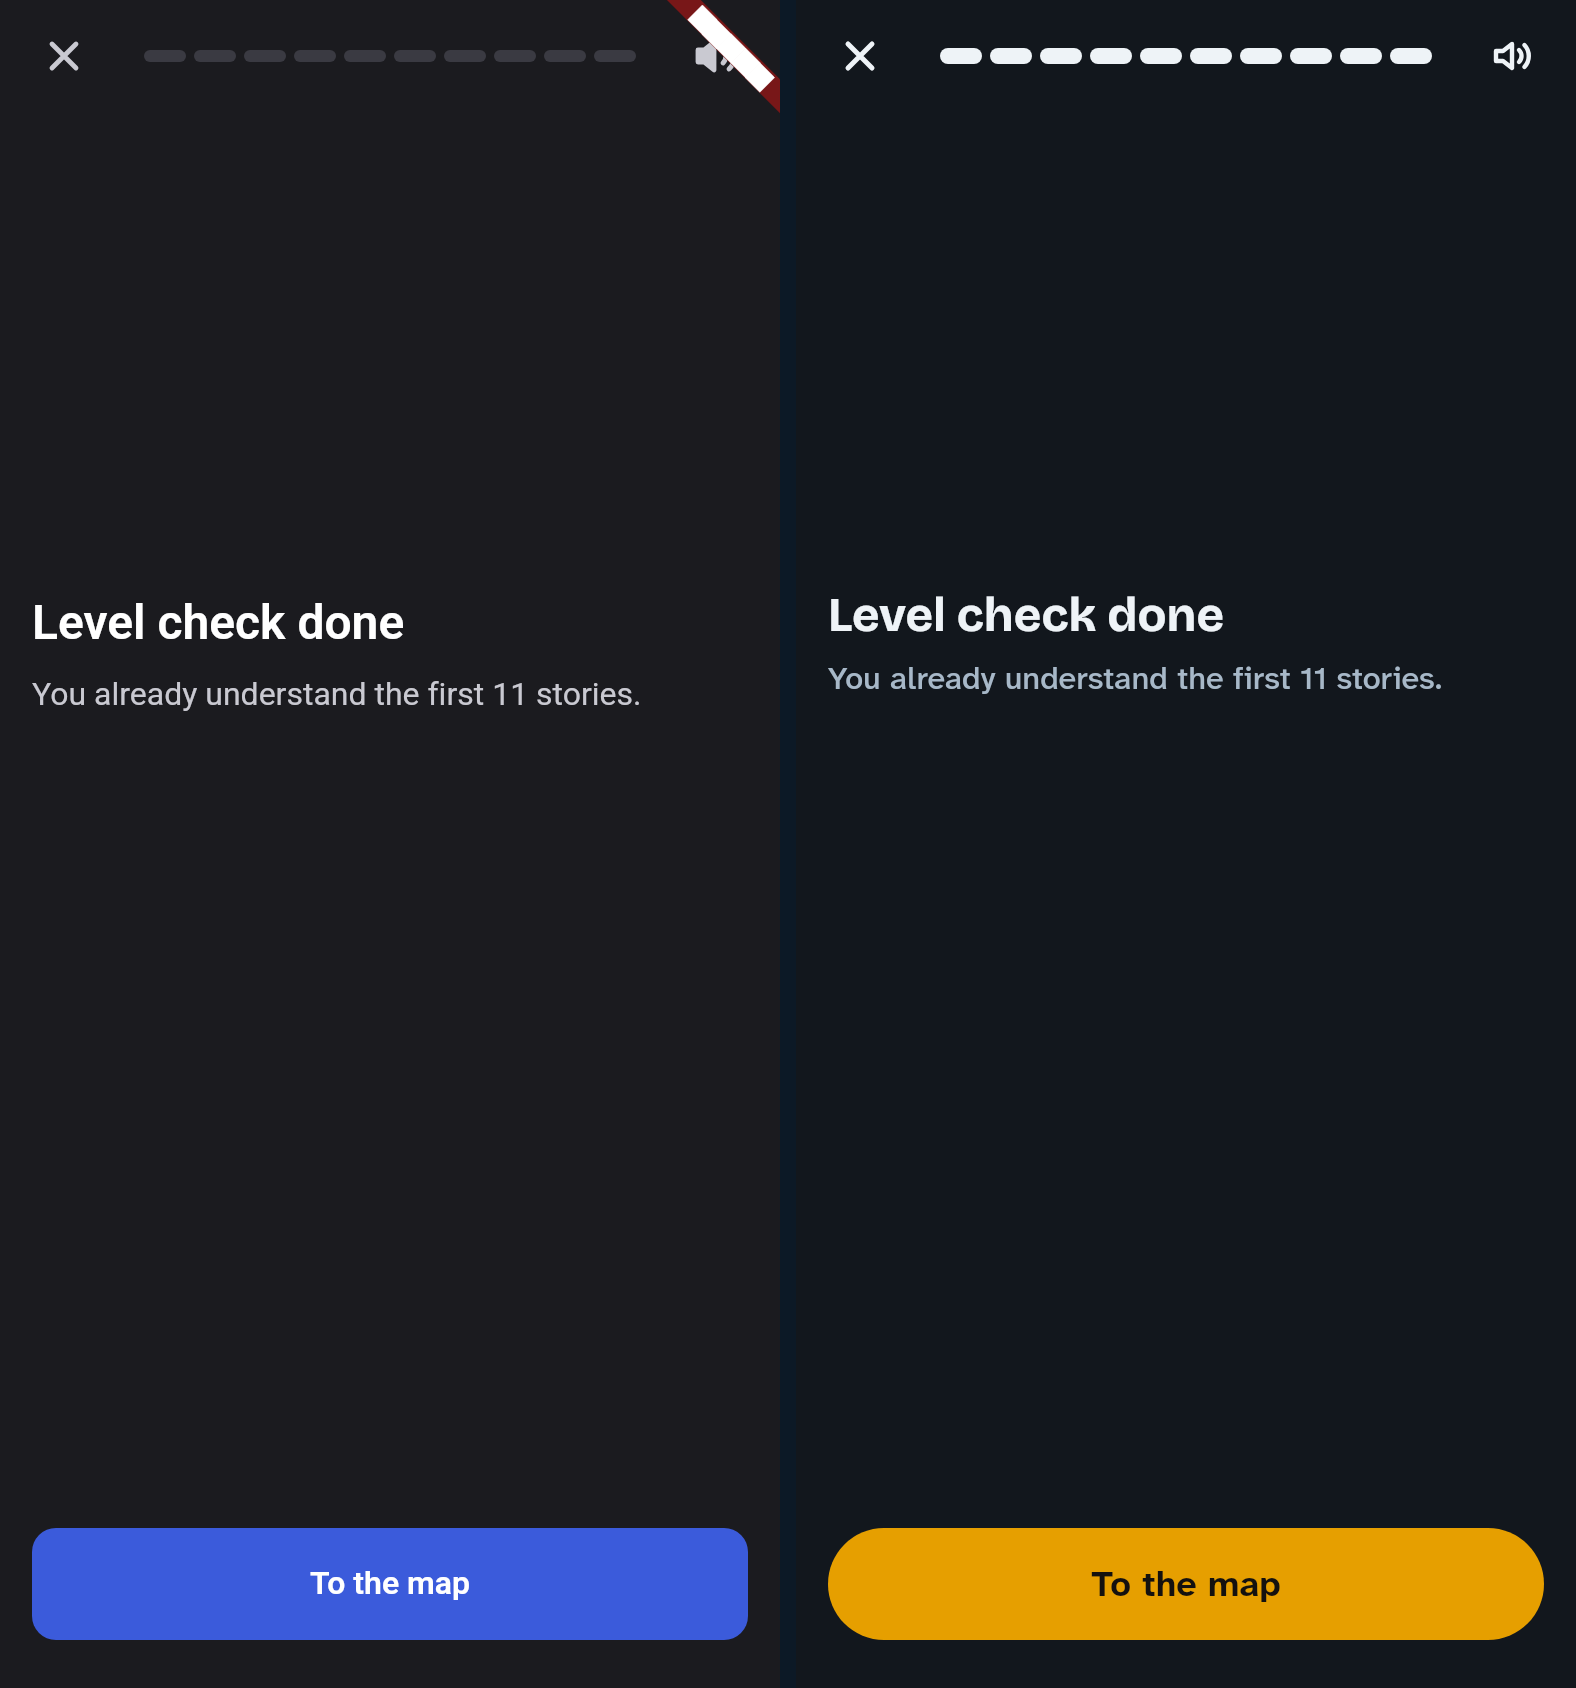 Level check done
You already understand the first 11 stories.
To the map
Level check done
You already understand the first 11 stories.
To the map